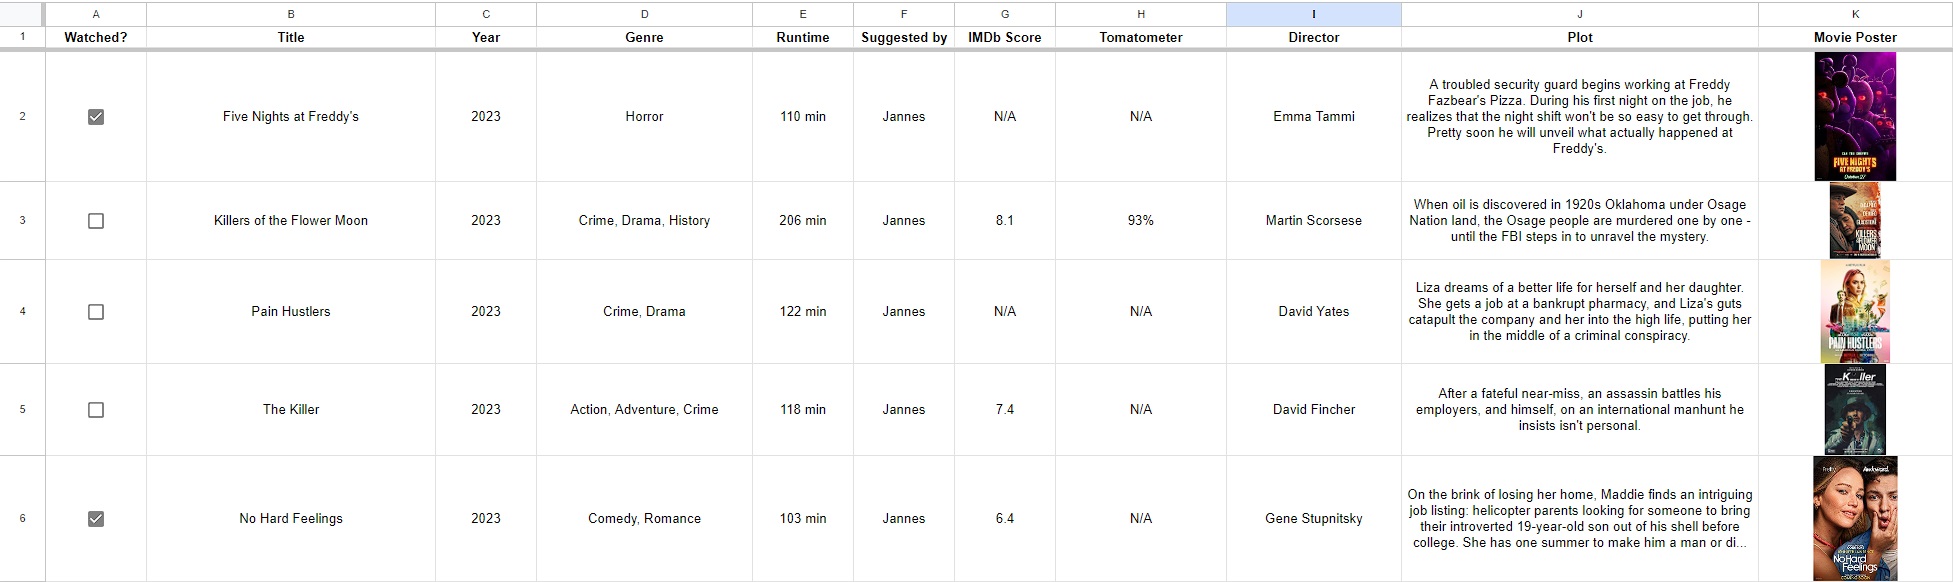 A B C D E F G H I J K
1 Watched? Title Year Genre Runtime Suggested by IMDb Score Tomatometer Director Plot Movie Poster
2 Five Nights at Freddy's 2023 Horror 110 min Jannes N/A N/A Emma Tammi
A troubled security guard begins working at Freddy
Fazbear's Pizza. During his first night on the job, he
realizes that the night shift won't be so easy to get through.
Pretty soon he will unveil what actually happened at
Freddy's.
FIVE NIGHTS
AT FREDDY'S
October 27
3 Killers of the Flower Moon 2023 Crime, Drama, History 206 min Jannes 8.1 93% Martin Scorsese
When oil is discovered in 1920s Oklahoma under Osage
Nation land, the Osage people are murdered one by one -
until the FBI steps in to unravel the mystery.
KILLERS
OF THE FLOWER
MOON
4 Pain Hustlers 2023 Crime, Drama 122 min Jannes N/A N/A David Yates
Liza dreams of a better life for herself and her daughter.
She gets a job at a bankrupt pharmacy, and Liza's guts
catapult the company and her into the high life, putting her
in the middle of a criminal conspiracy.
PAIN HUSTLERS
5 The Killer 2023 Action, Adventure, Crime 118 min Jannes 7.4 N/A David Fincher
After a fateful near-miss, an assassin battles his
employers, and himself, on an international manhunt he
insists isn't personal.
6 No Hard Feelings 2023 Comedy, Romance 103 min Jannes 6.4 N/A Gene Stupnitsky
On the brink of losing her home, Maddie finds an intriguing
job listing: helicopter parents looking for someone to bring
their introverted 19-year-old son out of his shell before
college. She has one summer to make him a man or di...
Pretty. Awkward.
No Hard
Feelings